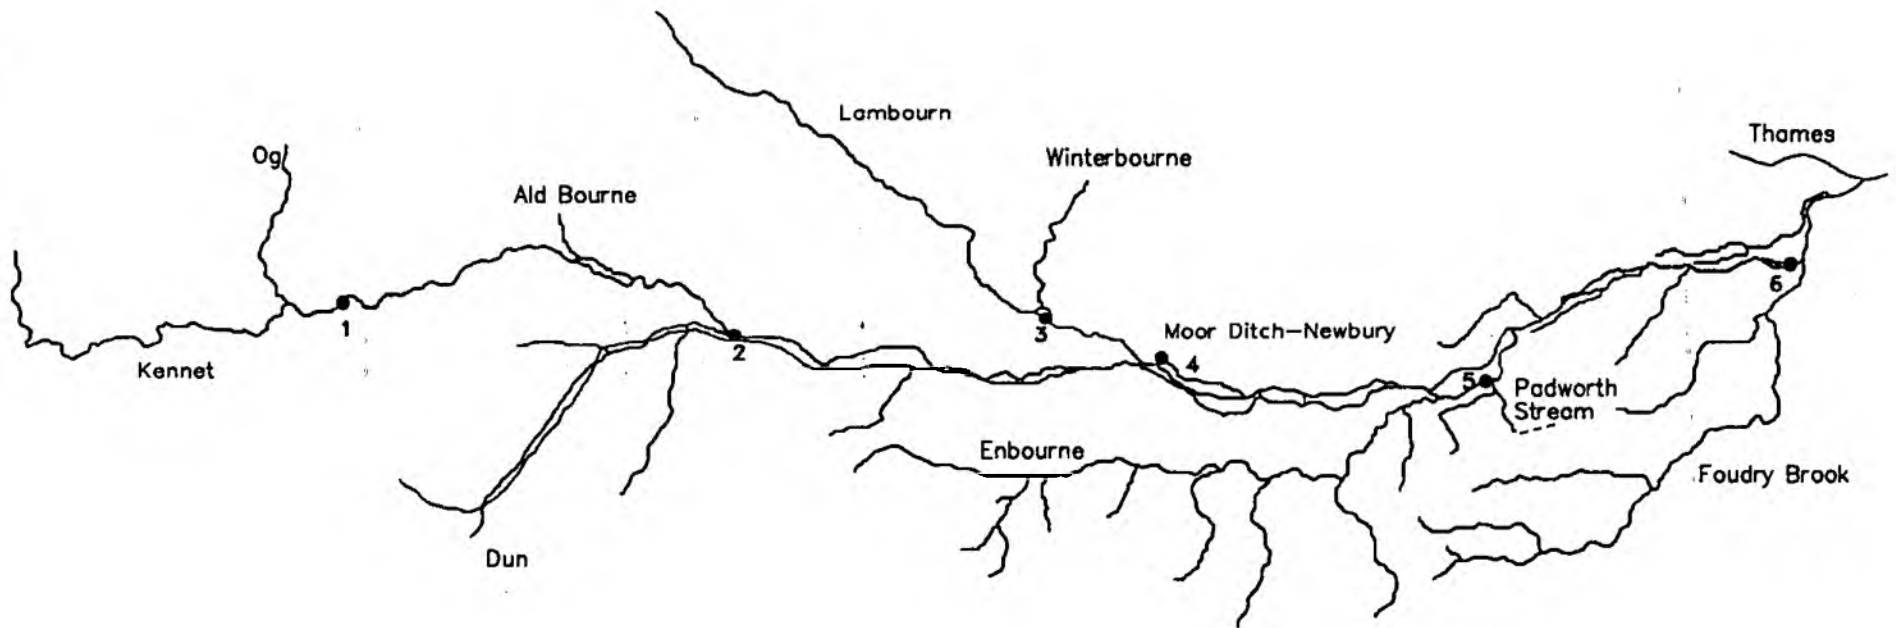 Lambourn
Thames
Og
Winterbourne
Ald Bourne
6
1
3
Moor Ditch-Newbury
2
4
Kennet
5
Padworth
Stream
Enbourne
Foudry Brook
Dun